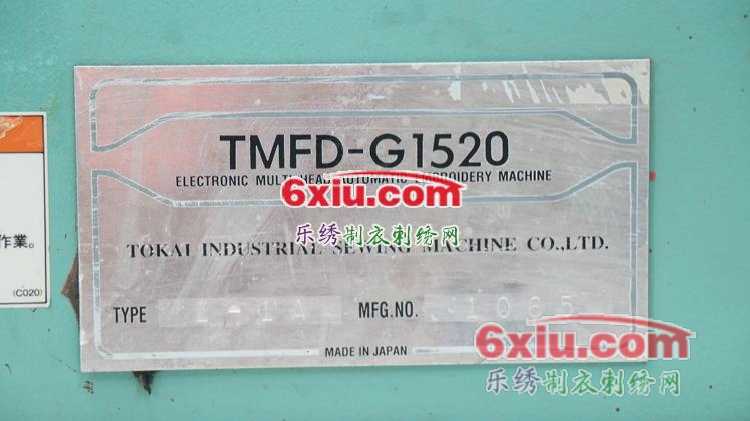 TMFD-G1520
ELECTRONIC MULTI-HEAD AUTOMATIC EMBROIDERY MACHINE
6xiu.com
乐绣制衣刺绣网
TOKAI INDUSTRIAL SEWING MACHINE CO.,LTD.
作業。
(C020)
TYPE MFG.NO. 1065
6xiu.com
乐绣制衣刺绣网
MADE IN JAPAN